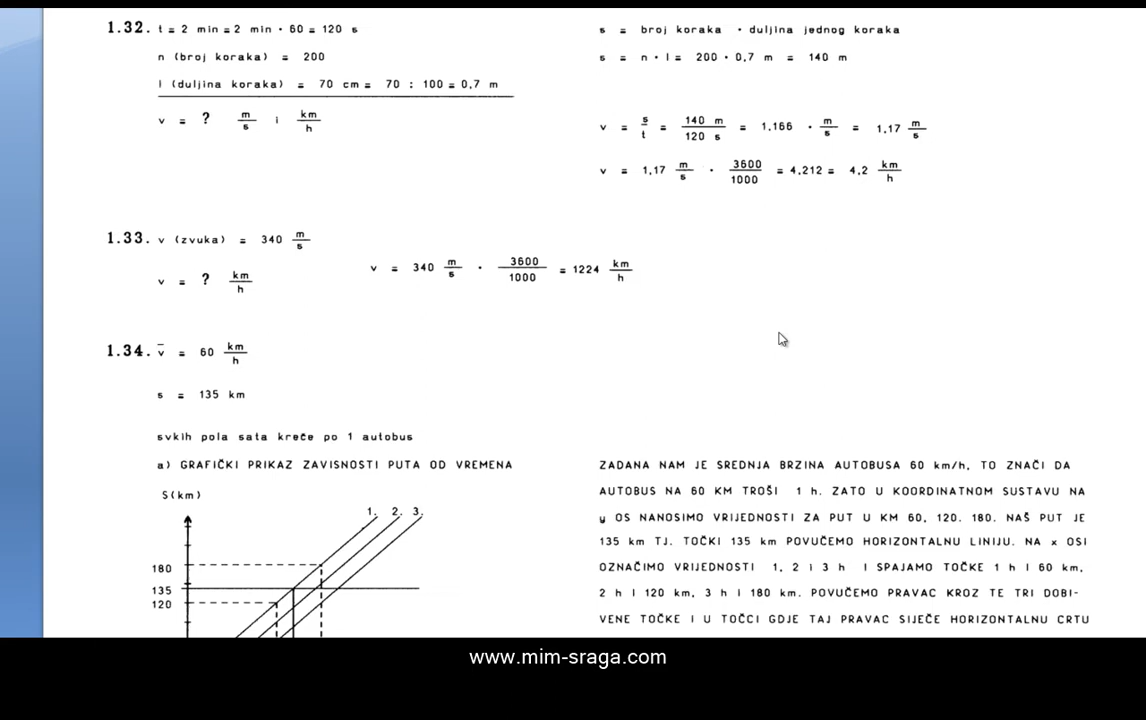 1.32. t = 2 min = 2 min · 60 = 120 s
n (broj koraka) = 200
l (duljina koraka) = 70 cm = 70 : 100 = 0,7 m
v = ? m/s i km/h
s = broj koraka · duljina jednog koraka
s = n · l = 200 · 0,7 m = 140 m
v = s/t = 140 m/120 s = 1.166 · m/s = 1,17 m/s
v = 1,17 m/s · 3600/1000 = 4,212 = 4,2 km/h
1.33. v (zvuka) = 340 m/s
v = ? km/h
v = 340 m/s · 3600/1000 = 1224 km/h
1.34. v̄ = 60 km/h
s = 135 km
svkih pola sata kreće po 1 autobus
a) GRAFIČKI PRIKAZ ZAVISNOSTI PUTA OD VREMENA
S(km)
1. 2. 3.
180
135
120
ZADANA NAM JE SREDNJA BRZINA AUTOBUSA 60 km/h, TO ZNAČI DA
AUTOBUS NA 60 KM TROŠI 1 h. ZATO U KOORDINATNOM SUSTAVU NA
y OS NANOSIMO VRIJEDNOSTI ZA PUT U KM 60, 120. 180. NAŠ PUT JE
135 km TJ. TOČKI 135 km POVUČEMO HORIZONTALNU LINIJU. NA x OSI
OZNAČIMO VRIJEDNOSTI 1, 2 i 3 h I SPAJAMO TOČKE 1 h I 60 km,
2 h I 120 km, 3 h I 180 km. POVUČEMO PRAVAC KROZ TE TRI DOBI-
VENE TOČKE I U TOČCI GDJE TAJ PRAVAC SIJEČE HORIZONTALNU CRTU
www.mim-sraga.com